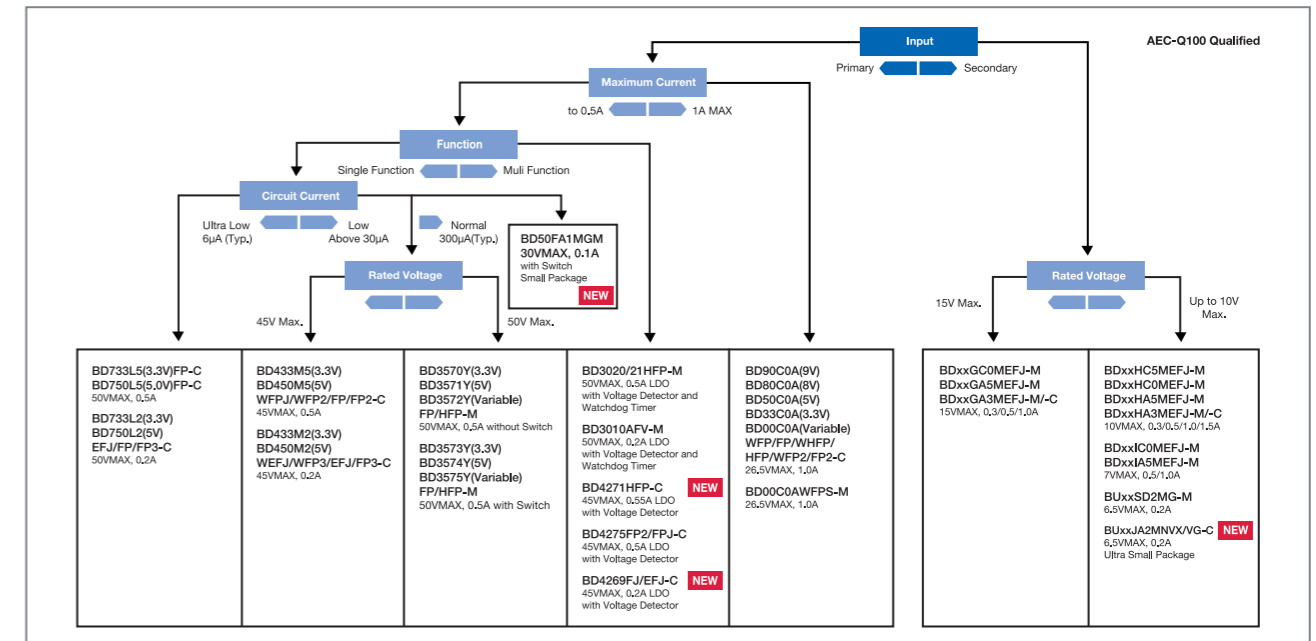 Input
AEC-Q100 Qualified
Primary Secondary
Maximum Current
to 0.5A 1A MAX
Function
Single Function Muli Function
Circuit Current
Ultra Low
6μA (Typ.)
Low
Above 30μA
Normal
300μA(Typ.)
BD50FA1MGM
30VMAX, 0.1A
with Switch
Small Package
NEW
Rated Voltage
45V Max.
50V Max.
Rated Voltage
15V Max.
Up to 10V
Max.
BD733L5(3.3V)FP-C
BD750L5(5.0V)FP-C
50VMAX, 0.5A
BD733L2(3.3V)
BD750L2(5V)
EFJ/FP/FP3-C
50VMAX, 0.2A
BD433M5(3.3V)
BD450M5(5V)
WFPJ/WFP2/FP/FP2-C
45VMAX, 0.5A
BD433M2(3.3V)
BD450M2(5V)
WEFJ/WFP3/EFJ/FP3-C
45VMAX, 0.2A
BD3570Y(3.3V)
BD3571Y(5V)
BD3572Y(Variable)
FP/HFP-M
50VMAX, 0.5A without Switch
BD3573Y(3.3V)
BD3574Y(5V)
BD3575Y(Variable)
FP/HFP-M
50VMAX, 0.5A with Switch
BD3020/21HFP-M
50VMAX, 0.5A LDO
with Voltage Detector and
Watchdog Timer
BD3010AFV-M
50VMAX, 0.2A LDO
with Voltage Detector and
Watchdog Timer
BD4271HFP-C NEW
45VMAX, 0.55A LDO
with Voltage Detector
BD4275FP2/FPJ-C
45VMAX, 0.5A LDO
with Voltage Detector
BD4269FJ/EFJ-C NEW
45VMAX, 0.2A LDO
with Voltage Detector
BD90C0A(9V)
BD80C0A(8V)
BD50C0A(5V)
BD33C0A(3.3V)
BD00C0A(Variable)
WFP/FP/WHFP/
HFP/WFP2/FP2-C
26.5VMAX, 1.0A
BD00C0AWFPS-M
26.5VMAX, 1.0A
BDxxGC0MEFJ-M
BDxxGA5MEFJ-M
BDxxGA3MEFJ-M/-C
15VMAX, 0.3/0.5/1.0A
BDxxHC5MEFJ-M
BDxxHC0MEFJ-M
BDxxHA5MEFJ-M
BDxxHA3MEFJ-M/-C
10VMAX, 0.3/0.5/1.0/1.5A
BDxxIC0MEFJ-M
BDxxIA5MEFJ-M
7VMAX, 0.5/1.0A
BUxxSD2MG-M
6.5VMAX, 0.2A
BUxxJA2MNVX/VG-C NEW
6.5VMAX, 0.2A
Ultra Small Package